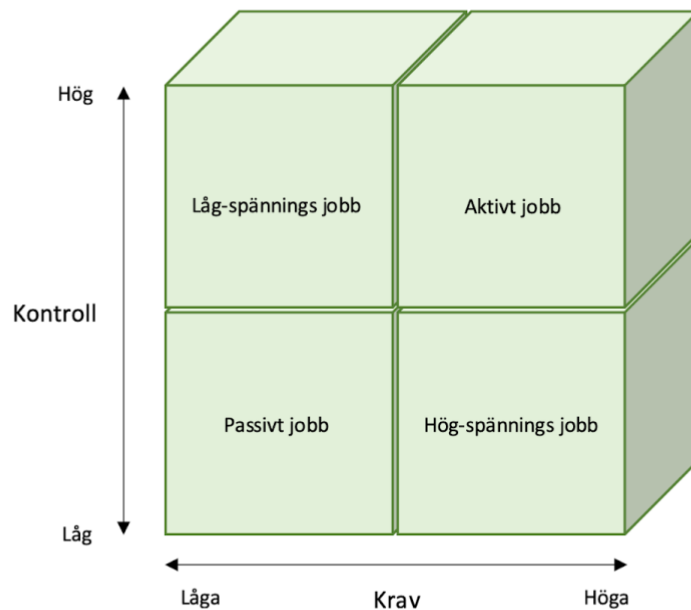 Hög
Låg-spännings jobb
Aktivt jobb
Kontroll
Passivt jobb
Hög-spännings jobb
Låg
Låga
Krav
Höga